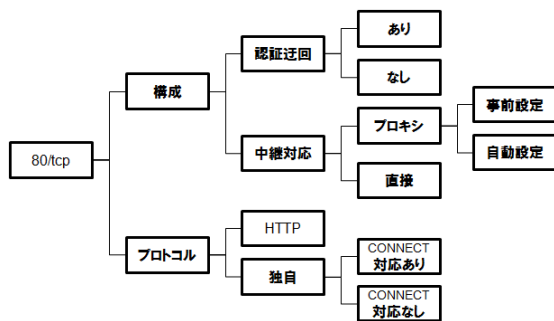 80/tcp
構成
認証迂回
あり
なし
中継対応
プロキシ
事前設定
自動設定
直接
プロトコル
HTTP
独自
CONNECT
対応あり
CONNECT
対応なし